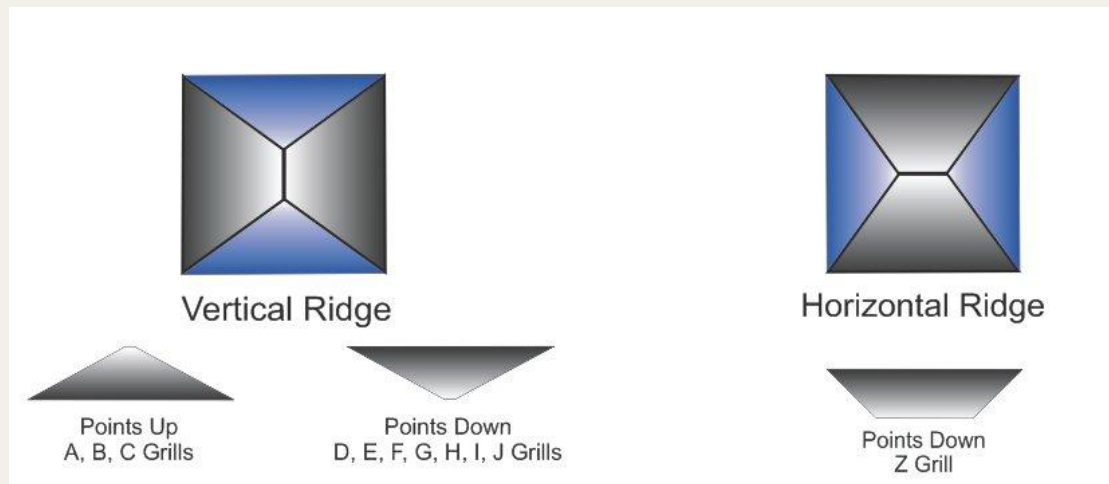 Vertical Ridge
Horizontal Ridge
Points Up
A, B, C Grills
Points Down
D, E, F, G, H, I, J Grills
Points Down
Z Grill